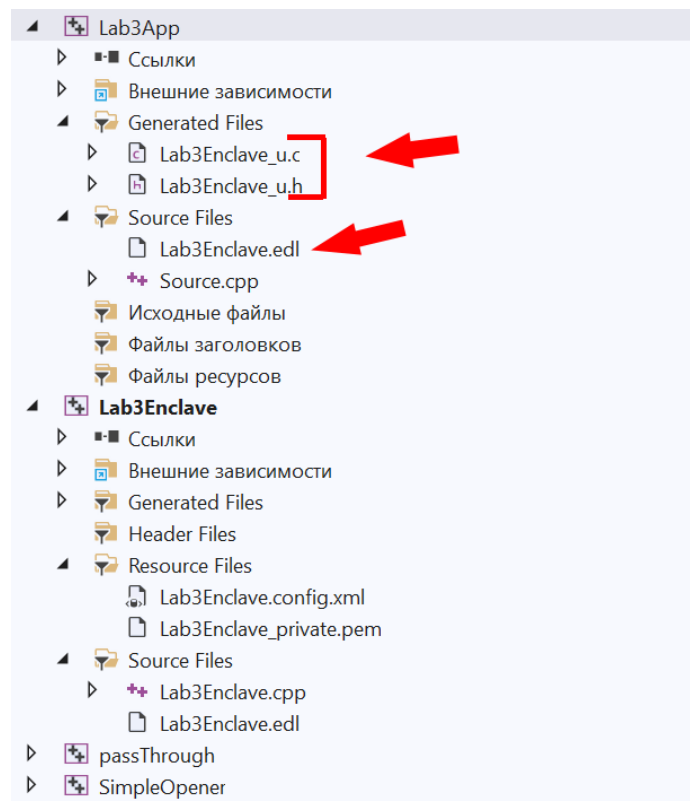 Lab3App
Ссылки
Внешние зависимости
Generated Files
Lab3Enclave_u.c
Lab3Enclave_u.h
Source Files
Lab3Enclave.edl
Source.cpp
Исходные файлы
Файлы заголовков
Файлы ресурсов
Lab3Enclave
Ссылки
Внешние зависимости
Generated Files
Header Files
Resource Files
Lab3Enclave.config.xml
Lab3Enclave_private.pem
Source Files
Lab3Enclave.cpp
Lab3Enclave.edl
passThrough
SimpleOpener